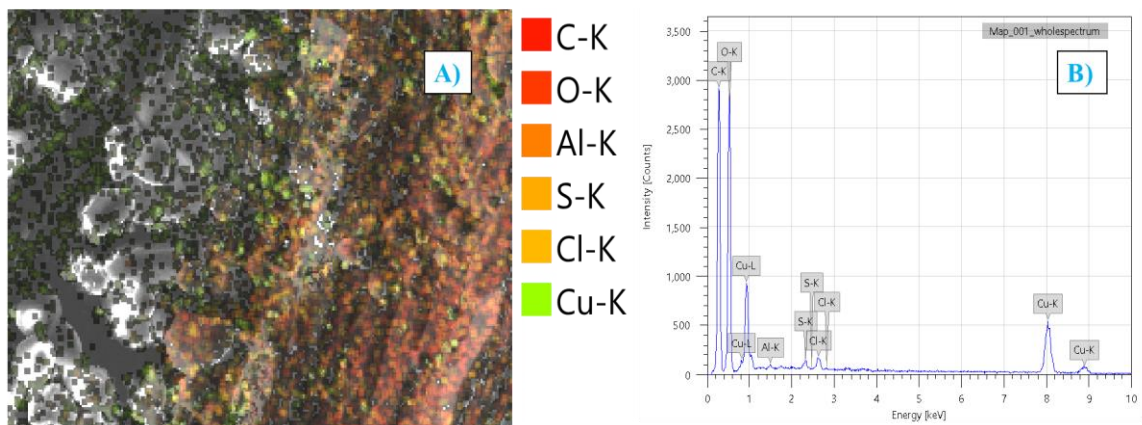 A)
C-K
O-K
Al-K
S-K
Cl-K
Cu-K
Map_001_wholespectrum
B)
Intensity [Counts]
3,500
3,000
2,500
2,000
1,500
1,000
500
0
O-K
C-K
Cu-L
Cu-L
Al-K
S-K
S-K
Cl-K
Cl-K
Cu-K
Cu-K
0 1 2 3 4 5 6 7 8 9 10
Energy [keV]